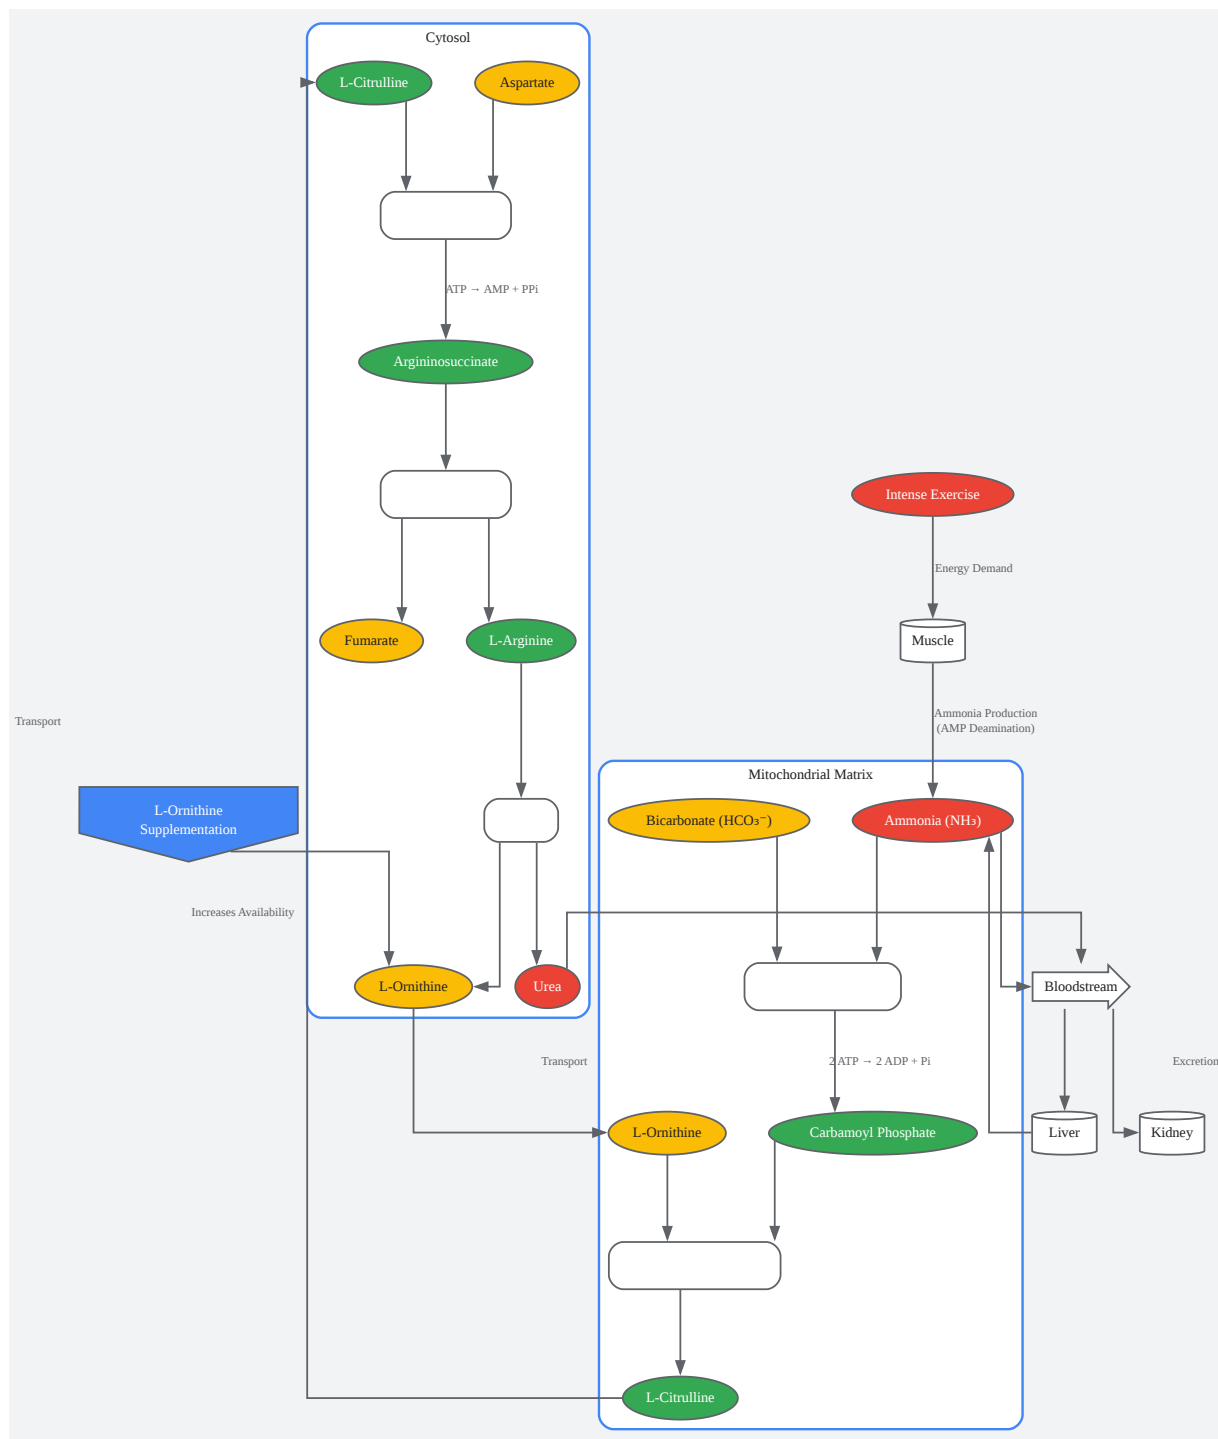 Cytosol
L-Citrulline
Aspartate
ATP → AMP + PPi
Argininosuccinate
Fumarate
L-Arginine
Transport
L-Ornithine
Supplementation
Increases Availability
L-Ornithine
Urea
Transport
Intense Exercise
Energy Demand
Muscle
Ammonia Production
(AMP Deamination)
Mitochondrial Matrix
Bicarbonate (HCO₃⁻)
Ammonia (NH₃)
2 ATP → 2 ADP + Pi
L-Ornithine
Carbamoyl Phosphate
L-Citrulline
Bloodstream
Excretion
Liver
Kidney